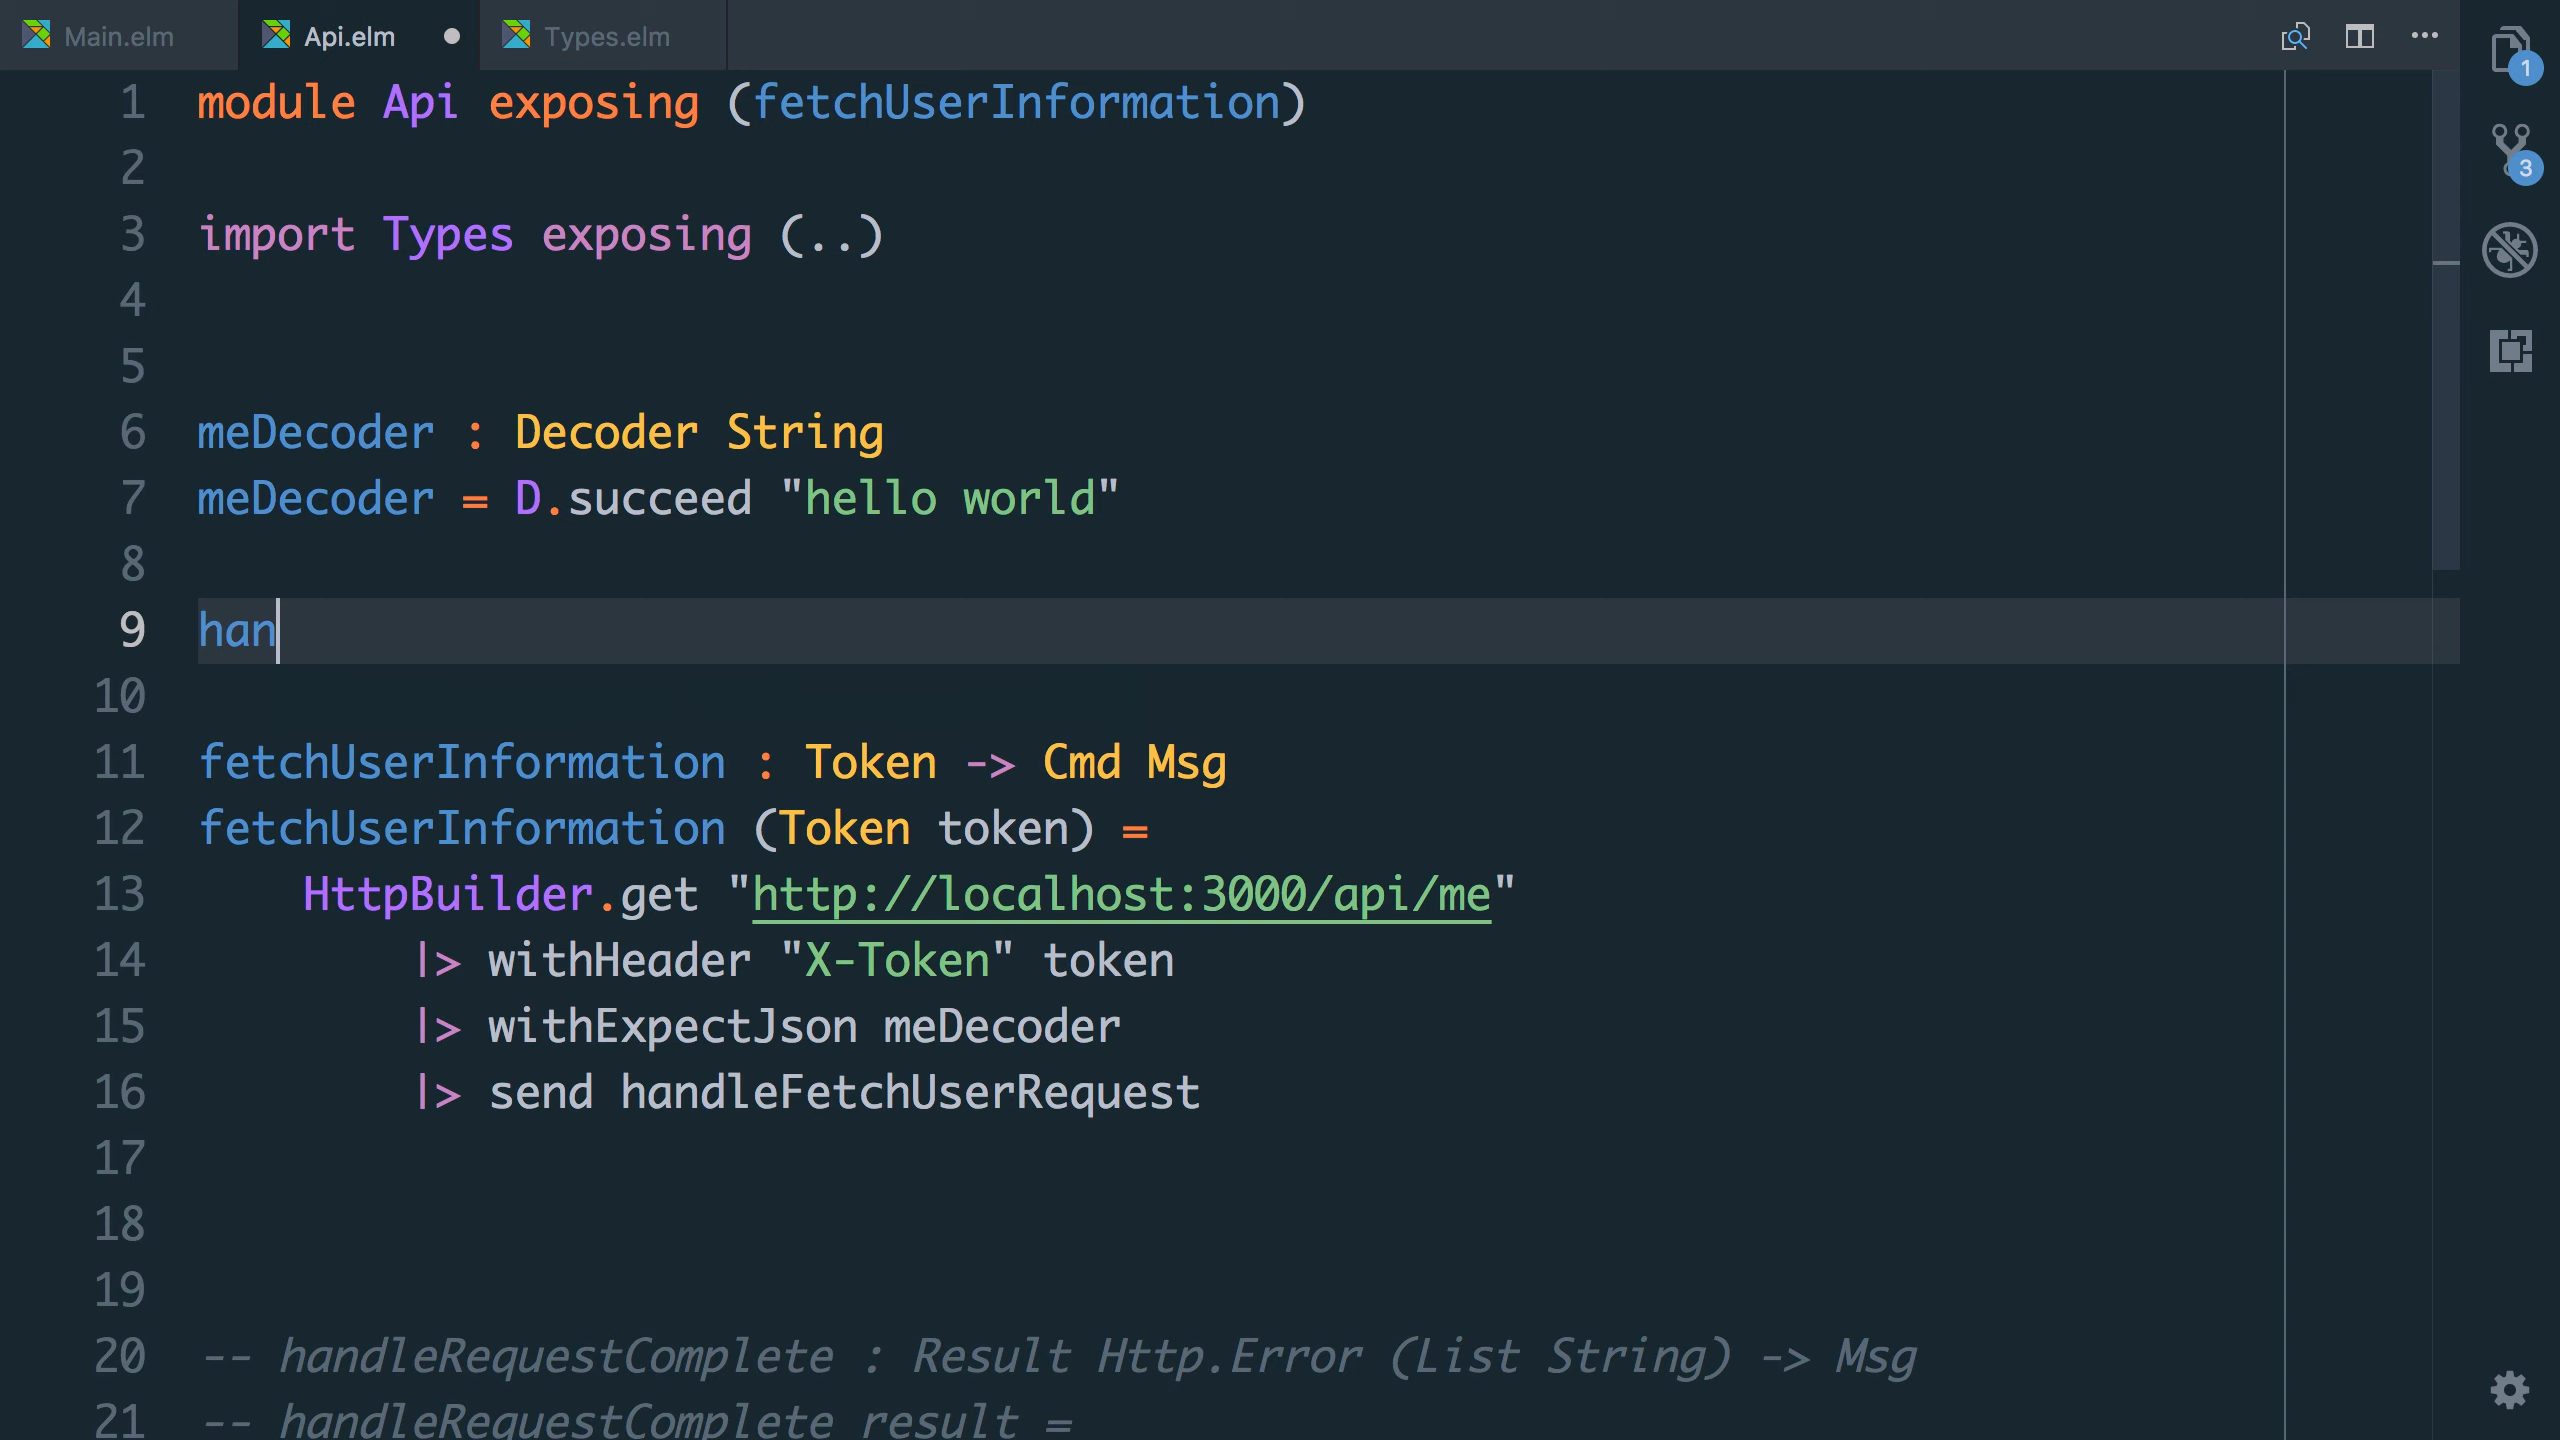 Main.elm Api.elm Types.elm
1 module Api exposing (fetchUserInformation)
2
3 import Types exposing (..)
4
5
6 meDecoder : Decoder String
7 meDecoder = D.succeed "hello world"
8
9 han
10
11 fetchUserInformation : Token -> Cmd Msg
12 fetchUserInformation (Token token) =
13 HttpBuilder.get "http://localhost:3000/api/me"
14 |> withHeader "X-Token" token
15 |> withExpectJson meDecoder
16 |> send handleFetchUserRequest
17
18
19
20 -- handleRequestComplete : Result Http.Error (List String) -> Msg
21 -- handleRequestComplete result =
1
3